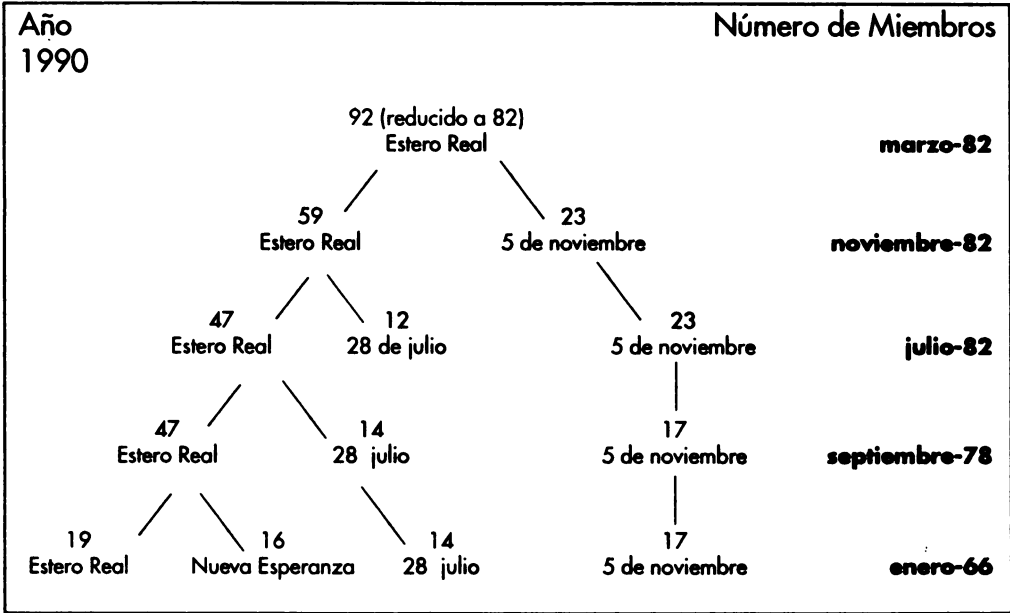 Año
1990
Número de Miembros
92 (reducido a 82)
Estero Real
marzo-82
59
Estero Real
23
5 de noviembre
noviembre-82
47
Estero Real
12
28 de julio
23
5 de noviembre
julio-82
47
Estero Real
14
28 julio
17
5 de noviembre
septiembre-78
19
Estero Real
16
Nueva Esperanza
14
28 julio
17
5 de noviembre
enero-66